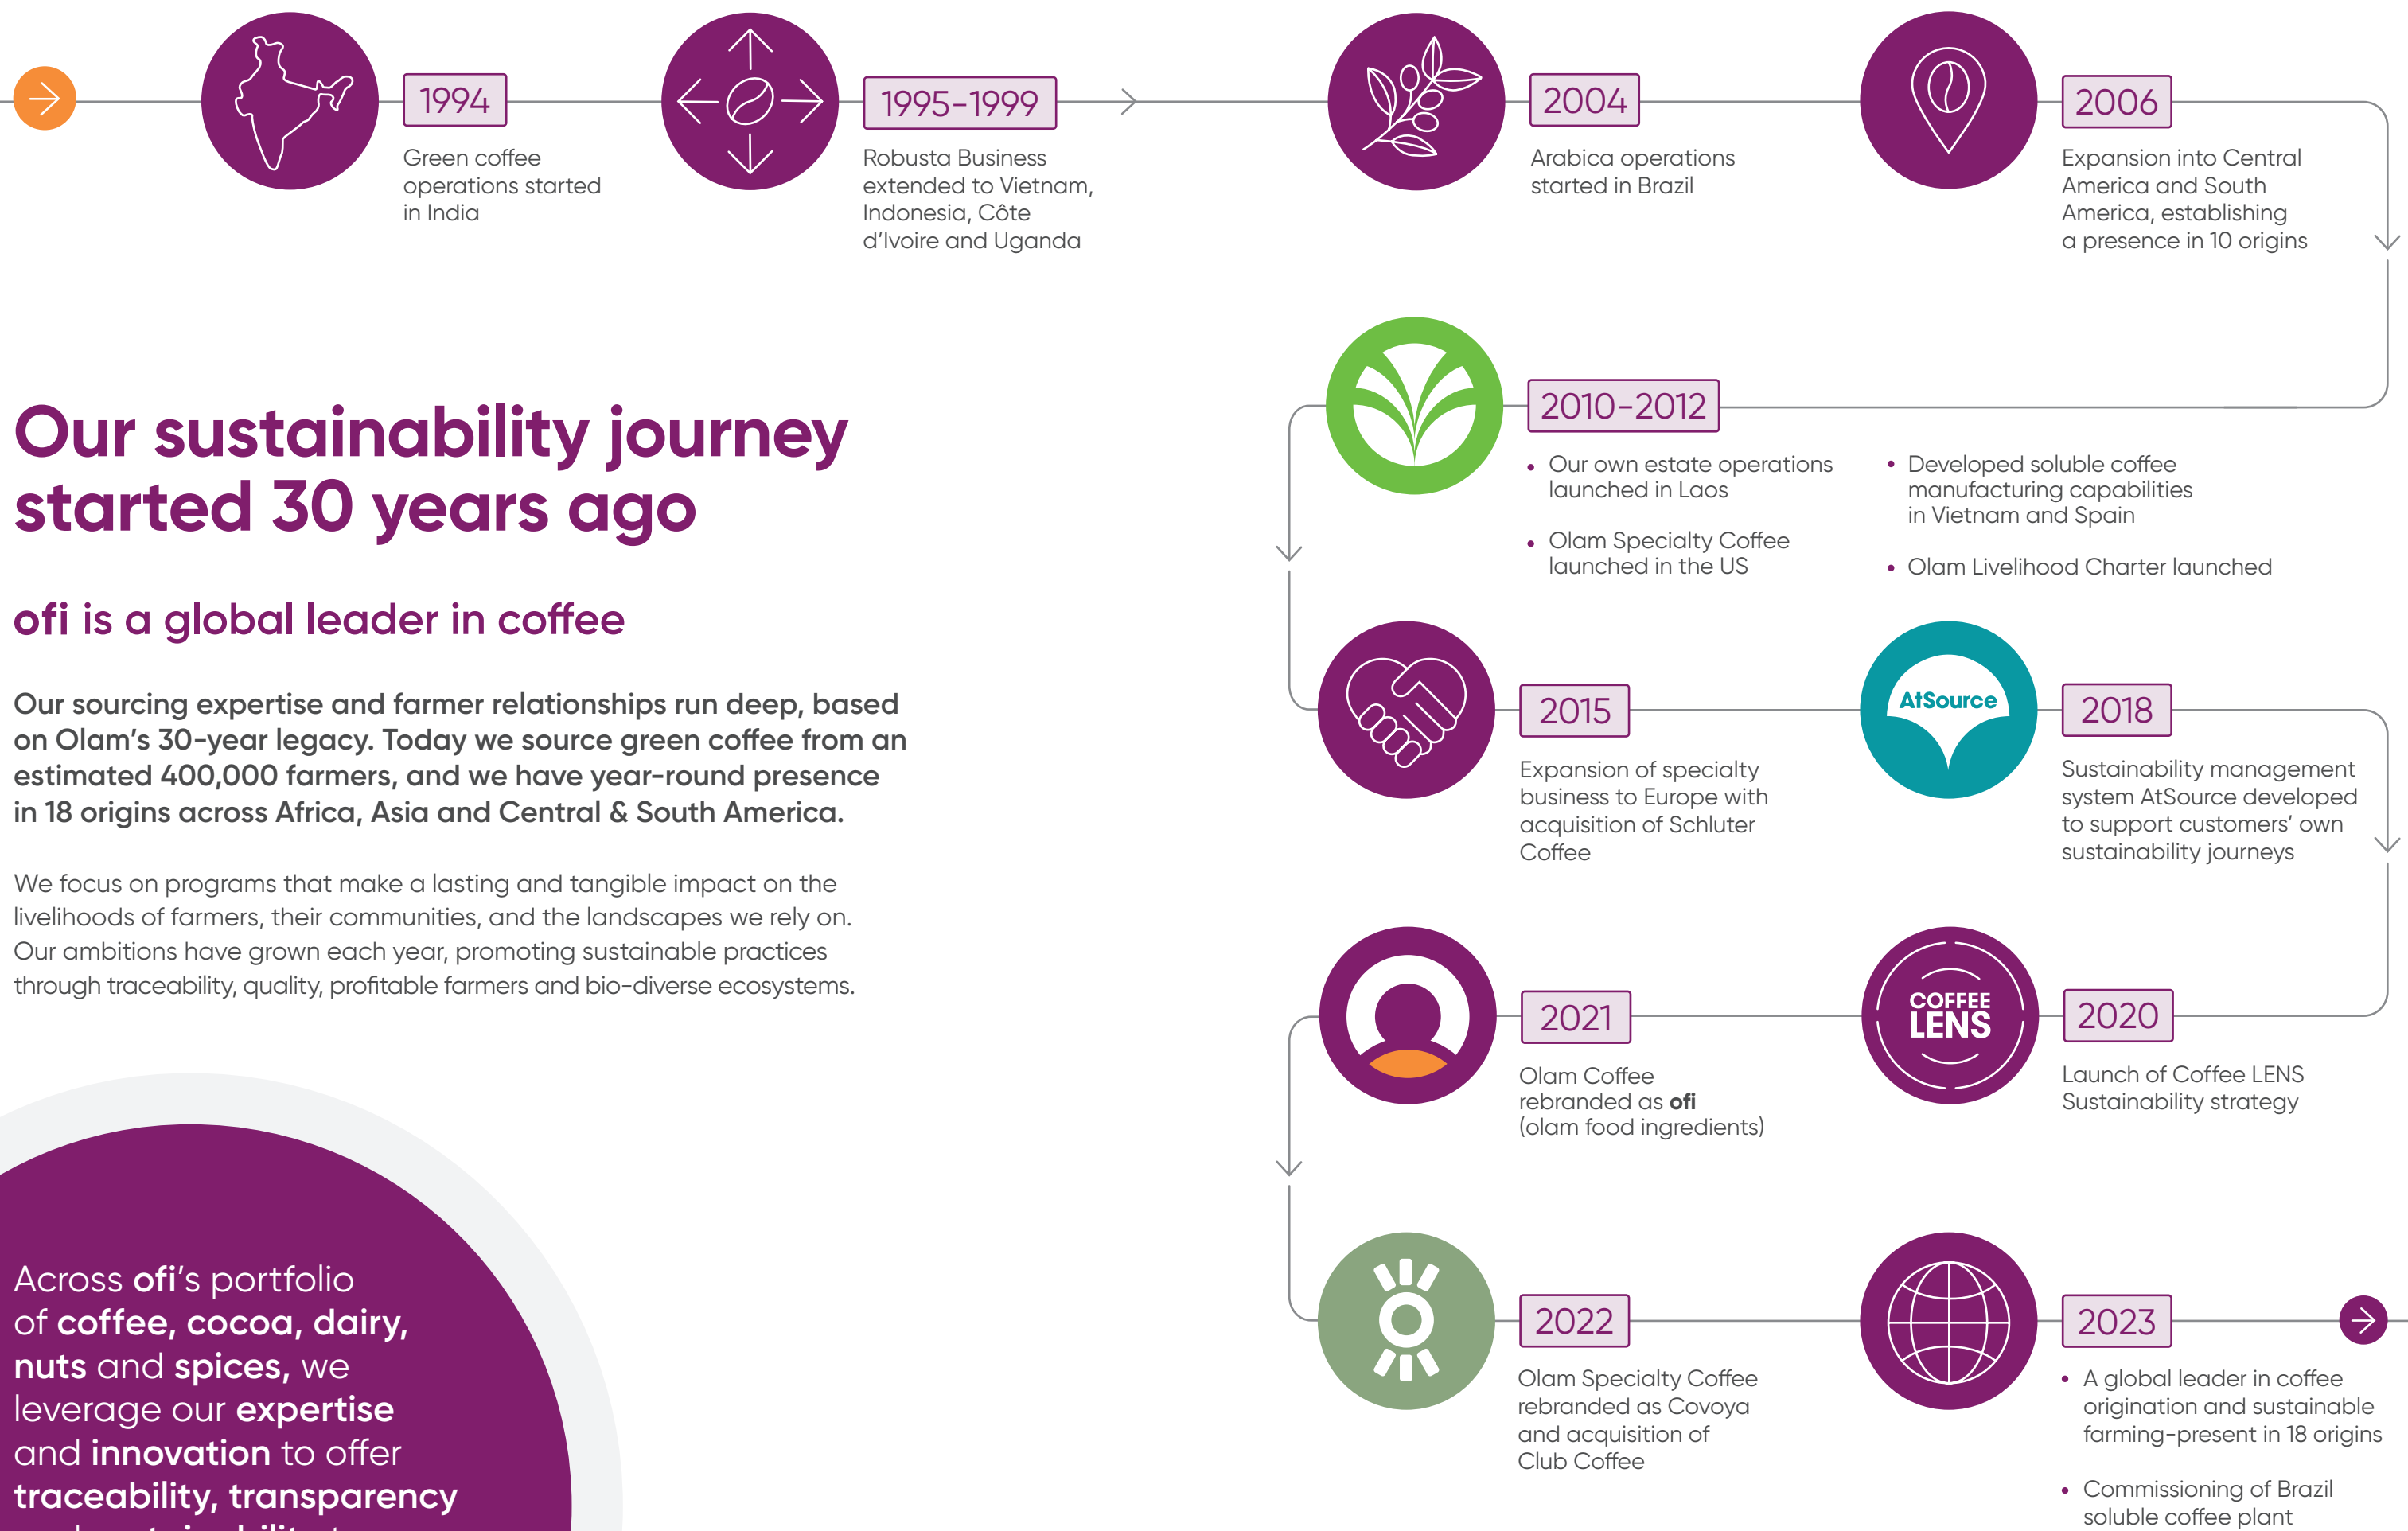 1994
Green coffee
operations started
in India
1995-1999
Robusta Business
extended to Vietnam,
Indonesia, Côte
d'Ivoire and Uganda
2004
Arabica operations
started in Brazil
2006
Expansion into Central
America and South
America, establishing
a presence in 10 origins
Our sustainability journey
started 30 years ago
ofi is a global leader in coffee
Our sourcing expertise and farmer relationships run deep, based
on Olam's 30-year legacy. Today we source green coffee from an
estimated 400,000 farmers, and we have year-round presence
in 18 origins across Africa, Asia and Central & South America.
We focus on programs that make a lasting and tangible impact on the
livelihoods of farmers, their communities, and the landscapes we rely on.
Our ambitions have grown each year, promoting sustainable practices
through traceability, quality, profitable farmers and bio-diverse ecosystems.
Across ofi's portfolio
of coffee, cocoa, dairy,
nuts and spices, we
leverage our expertise
and innovation to offer
traceability, transparency
2010-2012
• Our own estate operations
launched in Laos
• Olam Specialty Coffee
launched in the US
• Developed soluble coffee
manufacturing capabilities
in Vietnam and Spain
• Olam Livelihood Charter launched
2015
Expansion of specialty
business to Europe with
acquisition of Schluter
Coffee
AtSource
2018
Sustainability management
system AtSource developed
to support customers' own
sustainability journeys
2021
Olam Coffee
rebranded as ofi
(olam food ingredients)
COFFEE
LENS
2020
Launch of Coffee LENS
Sustainability strategy
2022
Olam Specialty Coffee
rebranded as Covoya
and acquisition of
Club Coffee
2023
• A global leader in coffee
origination and sustainable
farming-present in 18 origins
• Commissioning of Brazil
soluble coffee plant